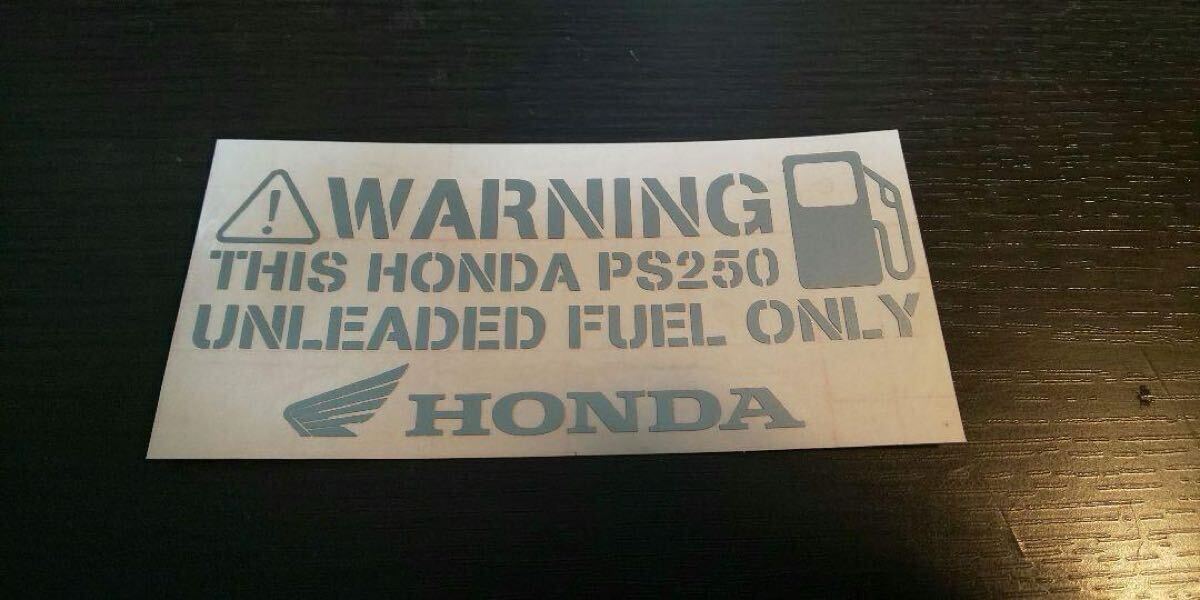 WARNING
THIS HONDA PS250
UNLEADED FUEL ONLY
HONDA